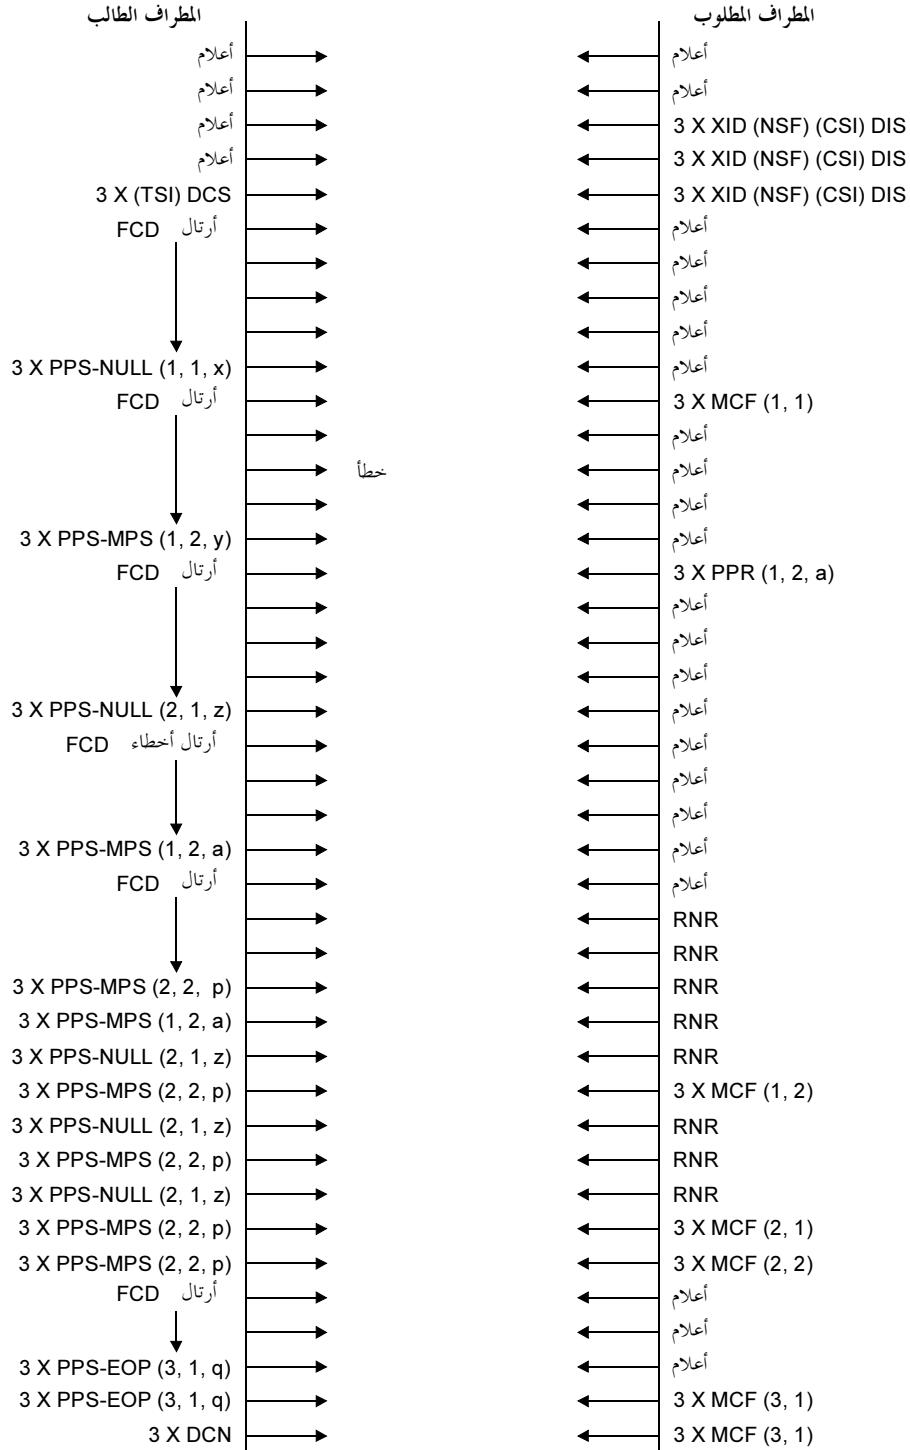 المطراف الطالب المطراف المطلوب
أعلام أعلام
أعلام أعلام
أعلام 3 X XID (NSF) (CSI) DIS
أعلام 3 X XID (NSF) (CSI) DIS
3 X (TSI) DCS 3 X XID (NSF) (CSI) DIS
أرتال FCD أعلام
أعلام
أعلام
أعلام
3 X PPS-NULL (1, 1, x) أعلام
أرتال FCD 3 X MCF (1, 1)
أعلام
خطأ أعلام
أعلام
3 X PPS-MPS (1, 2, y) أعلام
أرتال FCD 3 X PPR (1, 2, a)
أعلام
أعلام
أعلام
3 X PPS-NULL (2, 1, z) أعلام
أرتال أخطاء FCD أعلام
أعلام
أعلام
3 X PPS-MPS (1, 2, a) أعلام
أرتال FCD أعلام
RNR
RNR
3 X PPS-MPS (2, 2, p) RNR
3 X PPS-MPS (1, 2, a) RNR
3 X PPS-NULL (2, 1, z) RNR
3 X PPS-MPS (2, 2, p) 3 X MCF (1, 2)
3 X PPS-NULL (2, 1, z) RNR
3 X PPS-MPS (2, 2, p) RNR
3 X PPS-NULL (2, 1, z) RNR
3 X PPS-MPS (2, 2, p) 3 X MCF (2, 1)
3 X PPS-MPS (2, 2, p) 3 X MCF (2, 2)
أرتال FCD أعلام
أعلام
3 X PPS-EOP (3, 1, q) أعلام
3 X PPS-EOP (3, 1, q) 3 X MCF (3, 1)
3 X DCN 3 X MCF (3, 1)